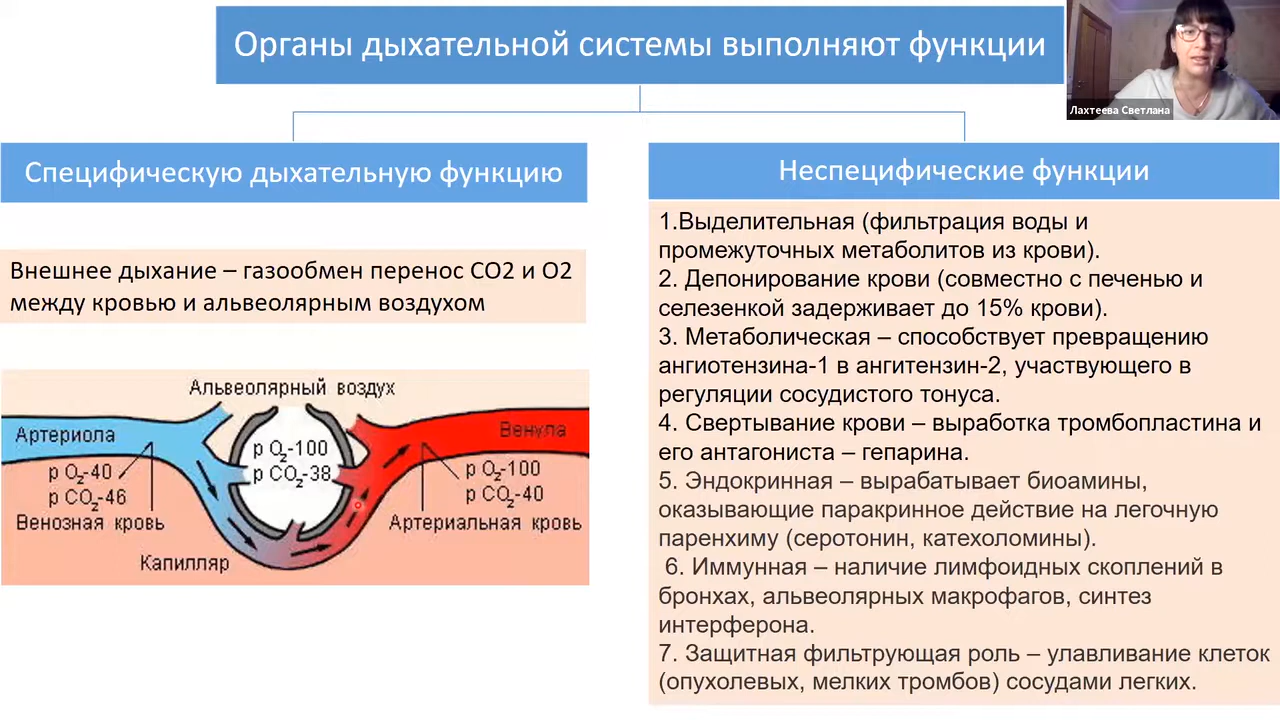 Органы дыхательной системы выполняют функции
Лахтеева Светлана
Специфическую дыхательную функцию
Внешнее дыхание – газообмен перенос СО2 и О2
между кровью и альвеолярным воздухом
Альвеолярный воздух
Артериола
Венула
p O2-100
p CO2-38
p O2-40
p CO2-46
Венозная кровь
p O2-100
p CO2-40
Артериальная кровь
Капилляр
Неспецифические функции
1.Выделительная (фильтрация воды и
промежуточных метаболитов из крови).
2. Депонирование крови (совместно с печенью и
селезенкой задерживает до 15% крови).
3. Метаболическая – способствует превращению
ангиотензина-1 в ангитензин-2, участвующего в
регуляции сосудистого тонуса.
4. Свертывание крови – выработка тромбопластина и
его антагониста – гепарина.
5. Эндокринная – вырабатывает биоамины,
оказывающие паракринное действие на легочную
паренхиму (серотонин, катехоломины).
6. Иммунная – наличие лимфоидных скоплений в
бронхах, альвеолярных макрофагов, синтез
интерферона.
7. Защитная фильтрующая роль – улавливание клеток
(опухолевых, мелких тромбов) сосудами легких.